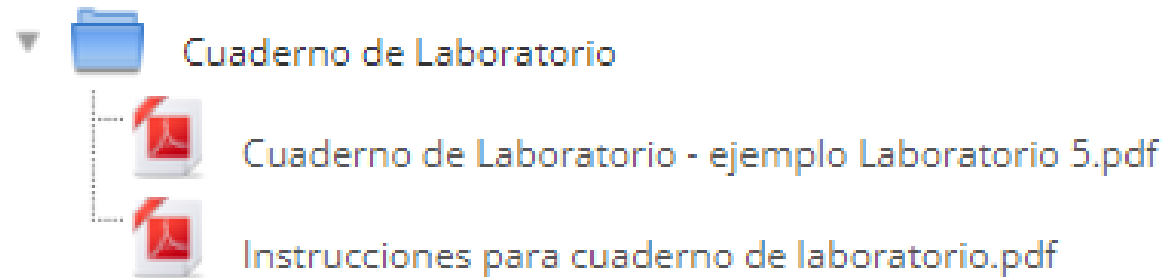 Cuaderno de Laboratorio
Cuaderno de Laboratorio - ejemplo Laboratorio 5.pdf
Instrucciones para cuaderno de laboratorio.pdf